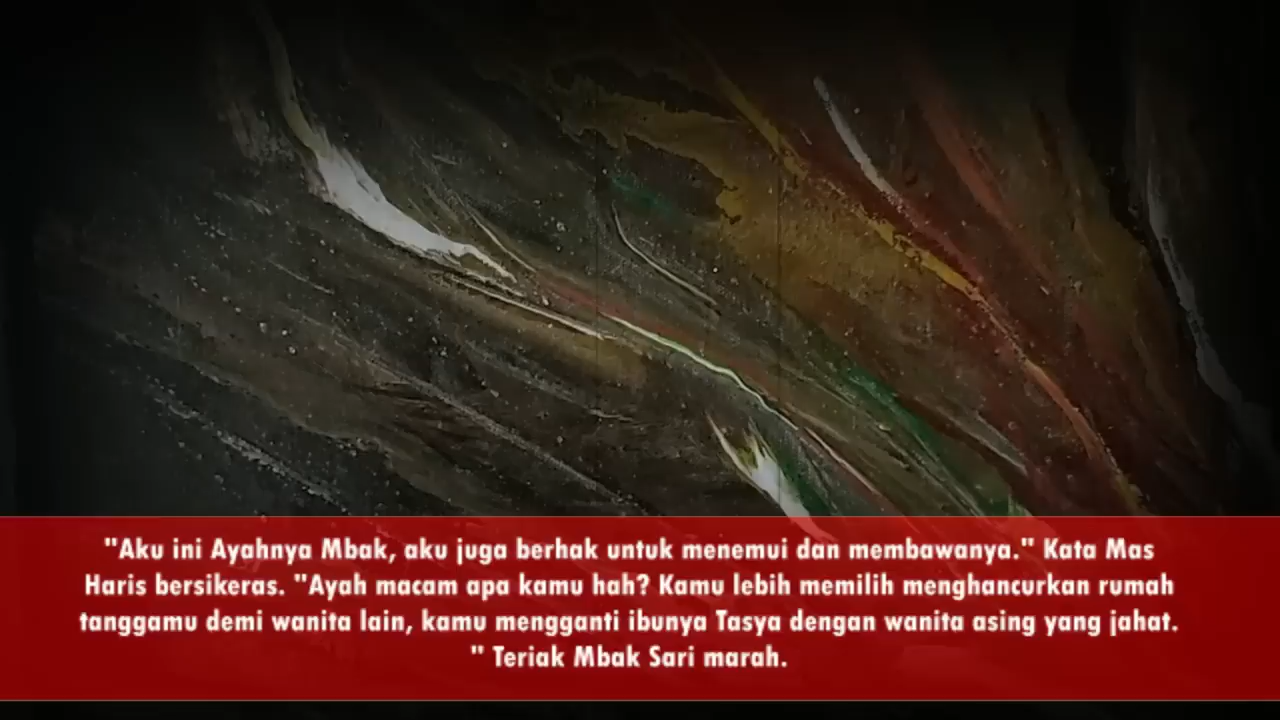 "Aku ini Ayahnya Mbak, aku juga berhak untuk menemui dan membawanya." Kata Mas
Haris bersikeras. "Ayah macam apa kamu hah? Kamu lebih memilih menghancurkan rumah
tanggamu demi wanita lain, kamu mengganti ibunya Tasya dengan wanita asing yang jahat.
" Teriak Mbak Sari marah.